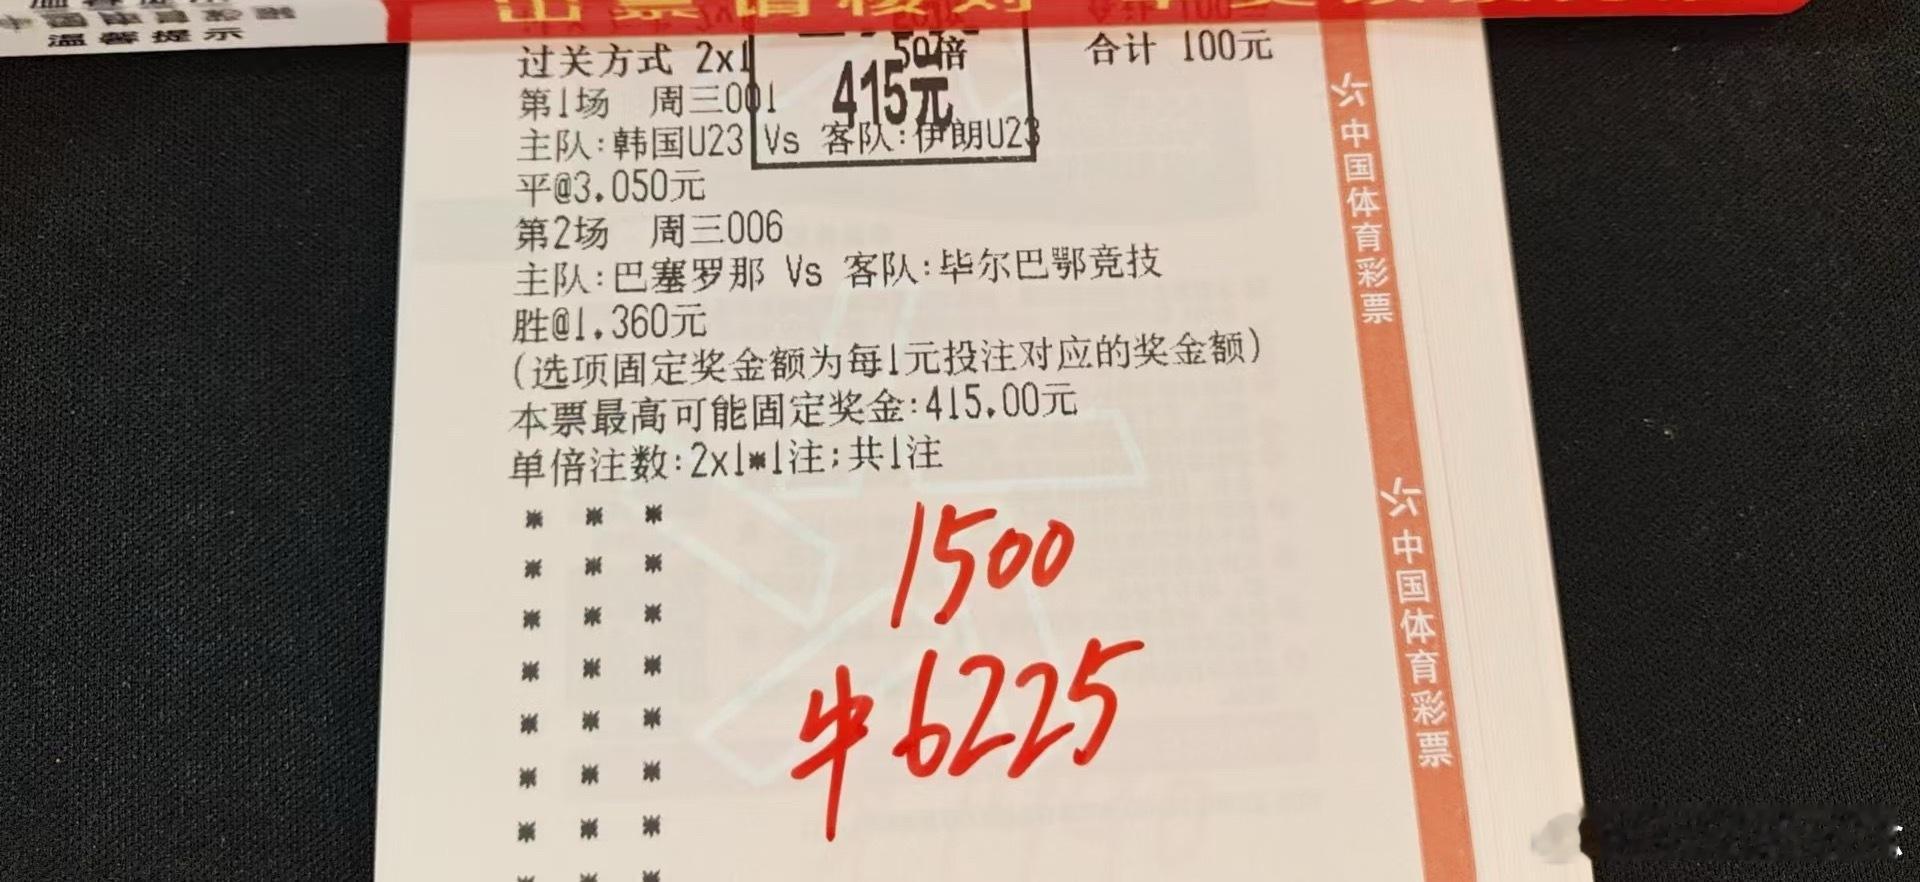 温馨提示
出票请核对
过关方式 2x1 50倍 合计 100元
415元
第1场 周三001
主队:韩国U23 Vs 客队:伊朗U23
平@3.050元
第2场 周三006
主队:巴塞罗那 Vs 客队:毕尔巴鄂竞技
胜@1.360元
(选项固定奖金额为每1元投注对应的奖金额)
本票最高可能固定奖金:415.00元
单倍注数:2x1*1注;共1注
1500
中6225
中国体育彩票
中国体育彩票